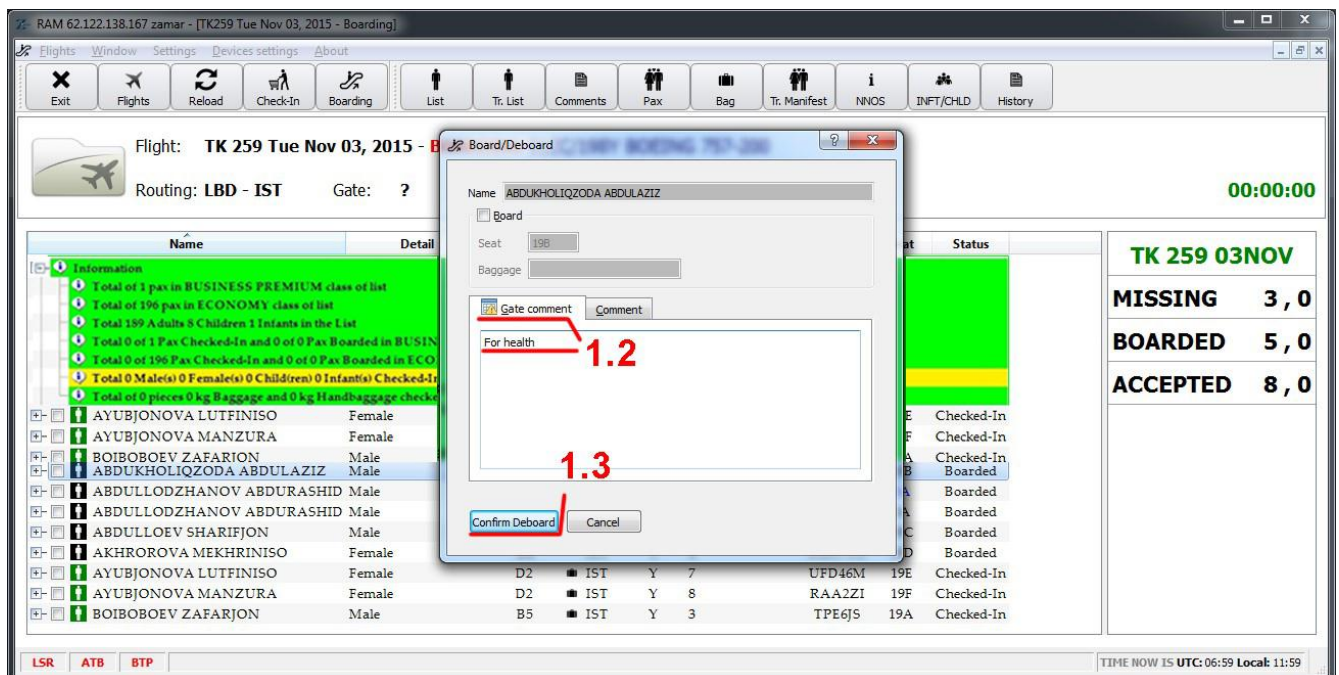 RAM 62.122.138.167 zamar - [TK259 Tue Nov 03, 2015 - Boarding]
Flights Window Settings Devices settings About
Exit Flights Reload Check-In Boarding List Tr. List Comments Pax Bag Tr. Manifest NNOS INFT/CHLD History
Flight: TK 259 Tue Nov 03, 2015 - B
Routing: LBD - IST Gate: ?
00:00:00
Board/Deboard
Name ABDUKHOLIQZODA ABDULAZIZ
Board
Seat 19B
Baggage
Gate comment Comment
For health
1.2
1.3
Confirm Deboard Cancel
Name Detail at Status
Information
Total of 1 pax in BUSINESS PREMIUM class of list
Total of 196 pax in ECONOMY class of list
Total 189 Adults 8 Children 1 Infants in the List
Total 0 of 1 Pax Checked-In and 0 of 0 Pax Boarded in BUSIN
Total 0 of 196 Pax Checked-In and 0 of 0 Pax Boarded in ECO
Total 0 Male(s) 0 Female(s) 0 Child(ren) 0 Infant(s) Checked-I
Total of 0 pieces 0 kg Baggage and 0 kg Handbaggage checke
AYUBJONOVA LUTFINISO Female E Checked-In
AYUBJONOVA MANZURA Female F Checked-In
BOIBOBOEV ZAFARJON Male A Checked-In
ABDUKHOLIQZODA ABDULAZIZ Male B Boarded
ABDULLODZHANOV ABDURASHID Male A Boarded
ABDULLODZHANOV ABDURASHID Male A Boarded
ABDULLOEV SHARIFJON Male C Boarded
AKHROROVA MEKHRINISO Female D Boarded
AYUBJONOVA LUTFINISO Female D2 IST Y 7 UFD46M 19E Checked-In
AYUBJONOVA MANZURA Female D2 IST Y 8 RAA2ZI 19F Checked-In
BOIBOBOEV ZAFARJON Male B5 IST Y 3 TPE6JS 19A Checked-In
TK 259 03NOV
MISSING 3 , 0
BOARDED 5 , 0
ACCEPTED 8 , 0
LSR ATB BTP
TIME NOW IS UTC: 06:59 Local: 11:59